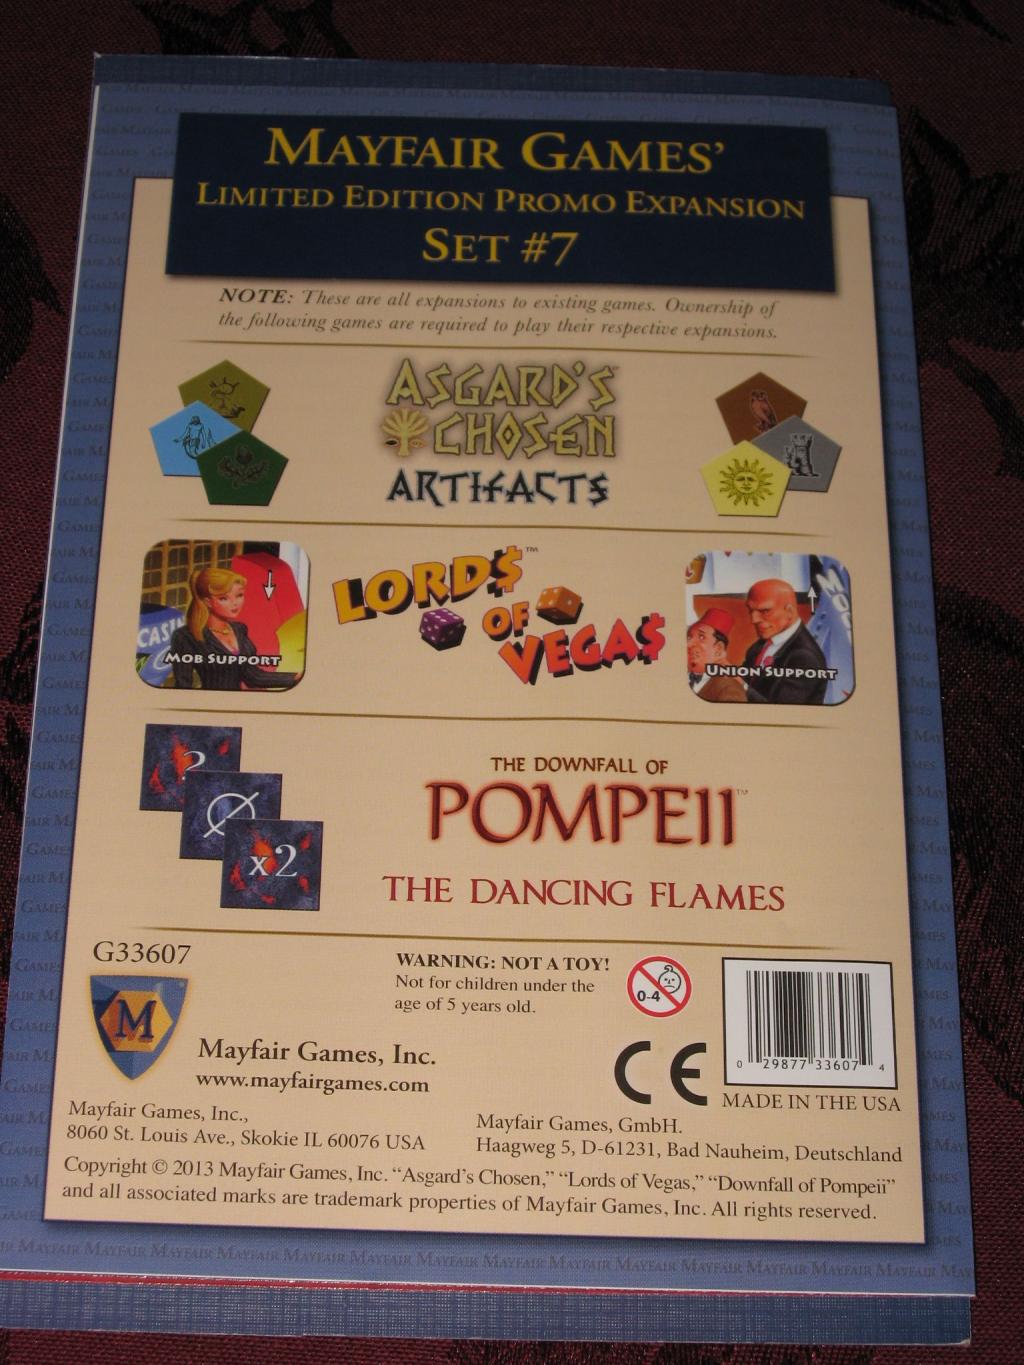 MAYFAIR GAMES'
LIMITED EDITION PROMO EXPANSION
SET #7
NOTE: These are all expansions to existing games. Ownership of
the following games are required to play their respective expansions.
ASGARD'S
CHOSEN
ARTIFACTS
LORD$™
OF
VEGA$
CASIN
MOB SUPPORT
UNION SUPPORT
?
Ø
x2
THE DOWNFALL OF
POMPEII™
THE DANCING FLAMES
G33607
M
WARNING: NOT A TOY!
Not for children under the
age of 5 years old.
0-4
CE
0 29877 33607 4
MADE IN THE USA
Mayfair Games, Inc.
www.mayfairgames.com
Mayfair Games, Inc.,
8060 St. Louis Ave., Skokie IL 60076 USA
Mayfair Games, GmbH.
Haagweg 5, D-61231, Bad Nauheim, Deutschland
Copyright © 2013 Mayfair Games, Inc. “Asgard’s Chosen,” “Lords of Vegas,” “Downfall of Pompeii”
and all associated marks are trademark properties of Mayfair Games, Inc. All rights reserved.